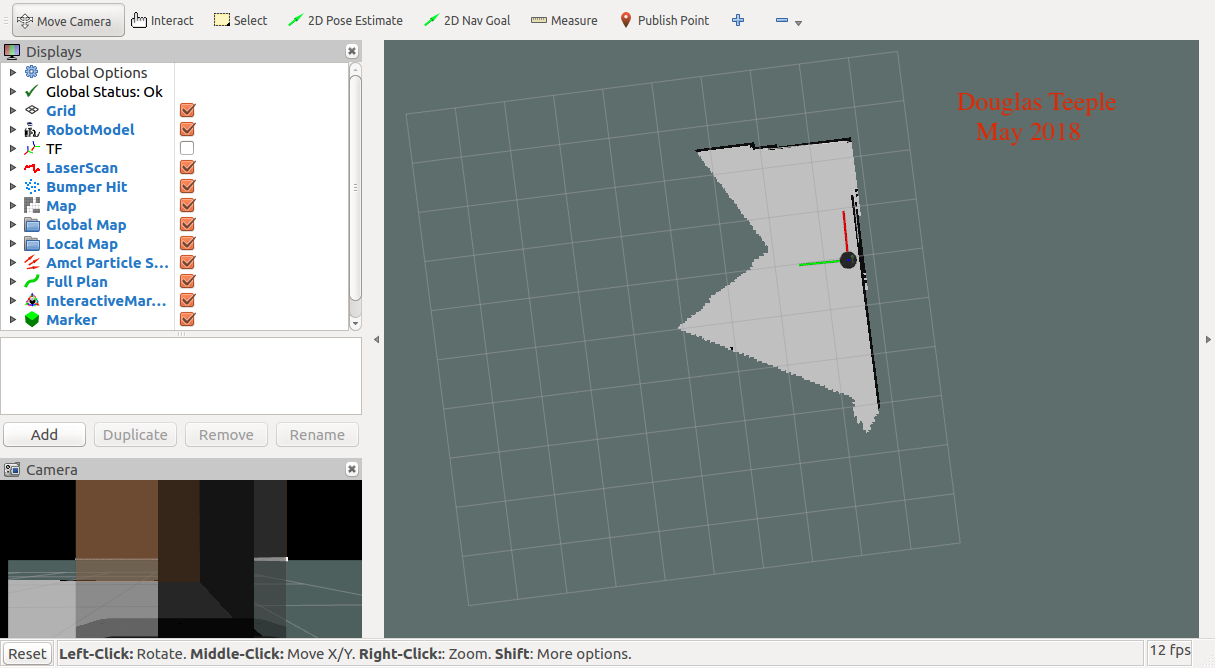 Move Camera Interact Select 2D Pose Estimate 2D Nav Goal Measure Publish Point
Displays
Global Options
Global Status: Ok
Grid
RobotModel
TF
LaserScan
Bumper Hit
Map
Global Map
Local Map
Amcl Particle S...
Full Plan
InteractiveMar...
Marker
Add Duplicate Remove Rename
Camera
Douglas Teeple
May 2018
Reset Left-Click: Rotate. Middle-Click: Move X/Y. Right-Click:: Zoom. Shift: More options. 12 fps